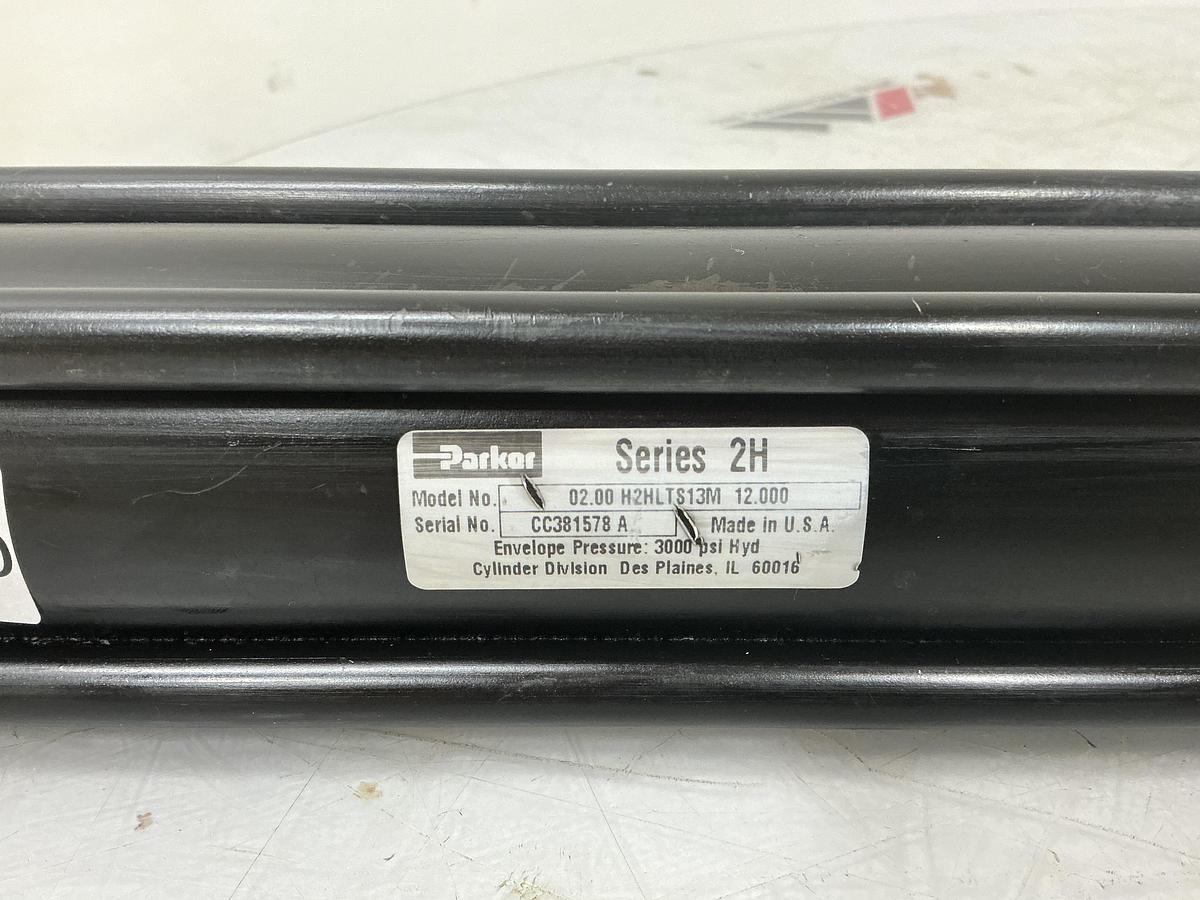 Parker Series 2H
Model No. 02.00 H2HLTS13M 12.000
Serial No. CC381578 A Made in U.S.A.
Envelope Pressure: 3000 psi Hyd
Cylinder Division Des Plaines, IL 60016